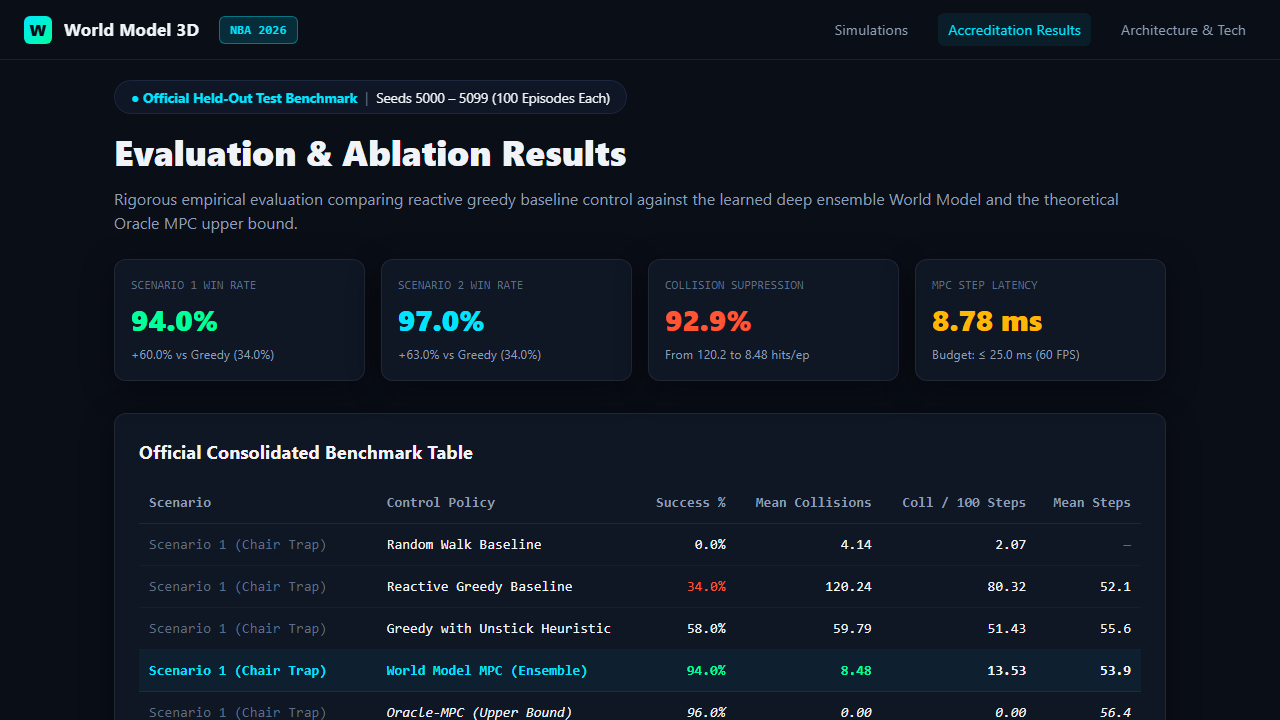 W World Model 3D NBA 2026 Simulations Accreditation Results Architecture & Tech
● Official Held-Out Test Benchmark | Seeds 5000 – 5099 (100 Episodes Each)
Evaluation & Ablation Results
Rigorous empirical evaluation comparing reactive greedy baseline control against the learned deep ensemble World Model and the theoretical
Oracle MPC upper bound.
SCENARIO 1 WIN RATE
94.0%
+60.0% vs Greedy (34.0%)
SCENARIO 2 WIN RATE
97.0%
+63.0% vs Greedy (34.0%)
COLLISION SUPPRESSION
92.9%
From 120.2 to 8.48 hits/ep
MPC STEP LATENCY
8.78 ms
Budget: ≤ 25.0 ms (60 FPS)
Official Consolidated Benchmark Table
Scenario Control Policy Success % Mean Collisions Coll / 100 Steps Mean Steps
Scenario 1 (Chair Trap) Random Walk Baseline 0.0% 4.14 2.07 —
Scenario 1 (Chair Trap) Reactive Greedy Baseline 34.0% 120.24 80.32 52.1
Scenario 1 (Chair Trap) Greedy with Unstick Heuristic 58.0% 59.79 51.43 55.6
Scenario 1 (Chair Trap) World Model MPC (Ensemble) 94.0% 8.48 13.53 53.9
Scenario 1 (Chair Trap) Oracle-MPC (Upper Bound) 96.0% 0.00 0.00 56.4